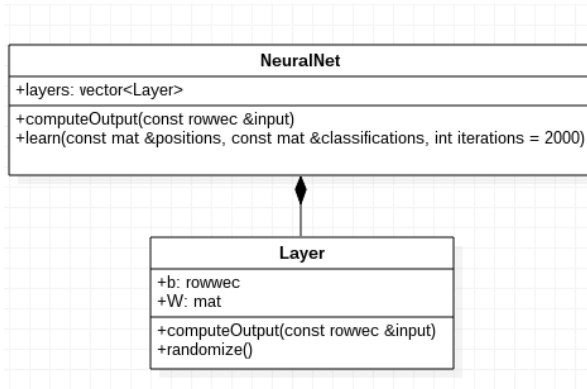 NeuralNet
+layers: vector<Layer>
+computeOutput(const rowvec &input)
+learn(const mat &positions, const mat &classifications, int iterations = 2000)
Layer
+b: rowvec
+W: mat
+computeOutput(const rowvec &input)
+randomize()